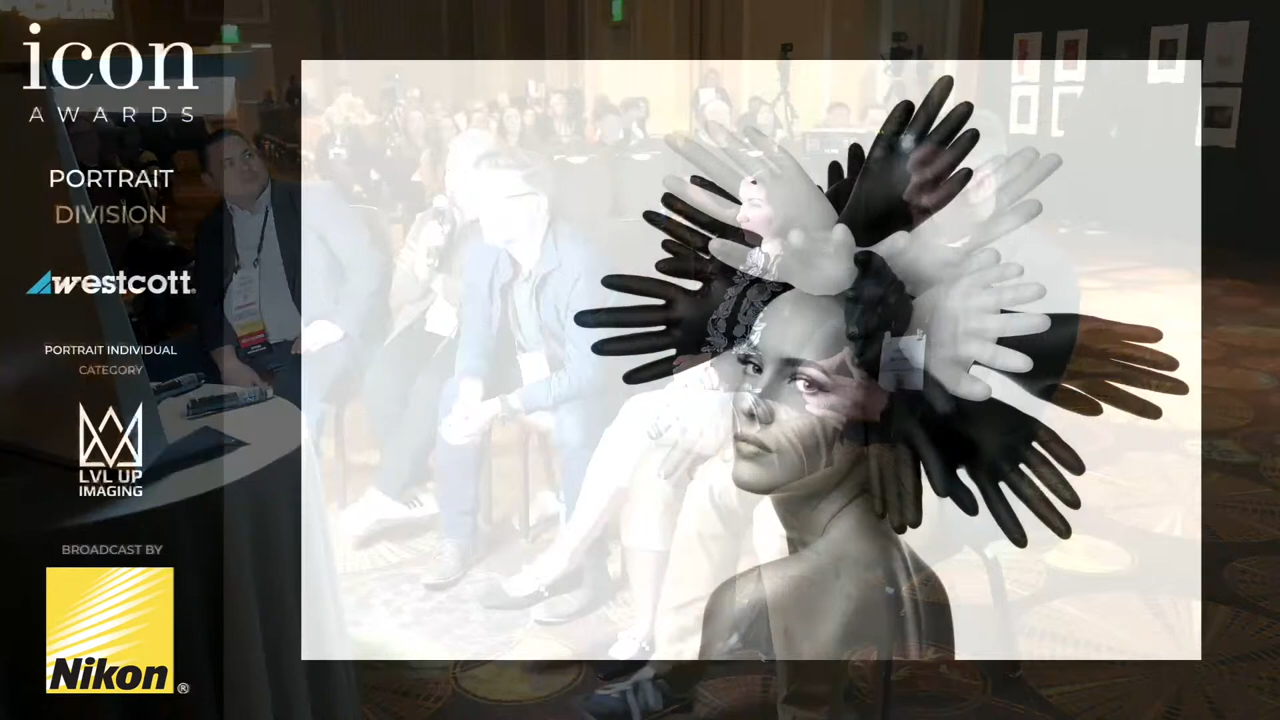 icon
AWARDS
PORTRAIT
DIVISION
westcott
PORTRAIT INDIVIDUAL
CATEGORY
LVL UP
IMAGING
BROADCAST BY
Nikon®